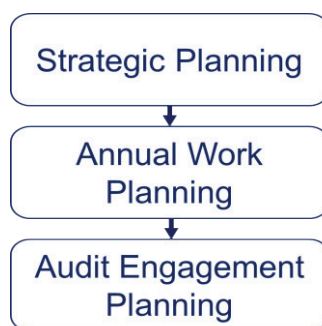 Strategic Planning
Annual Work
Planning
Audit Engagement
Planning